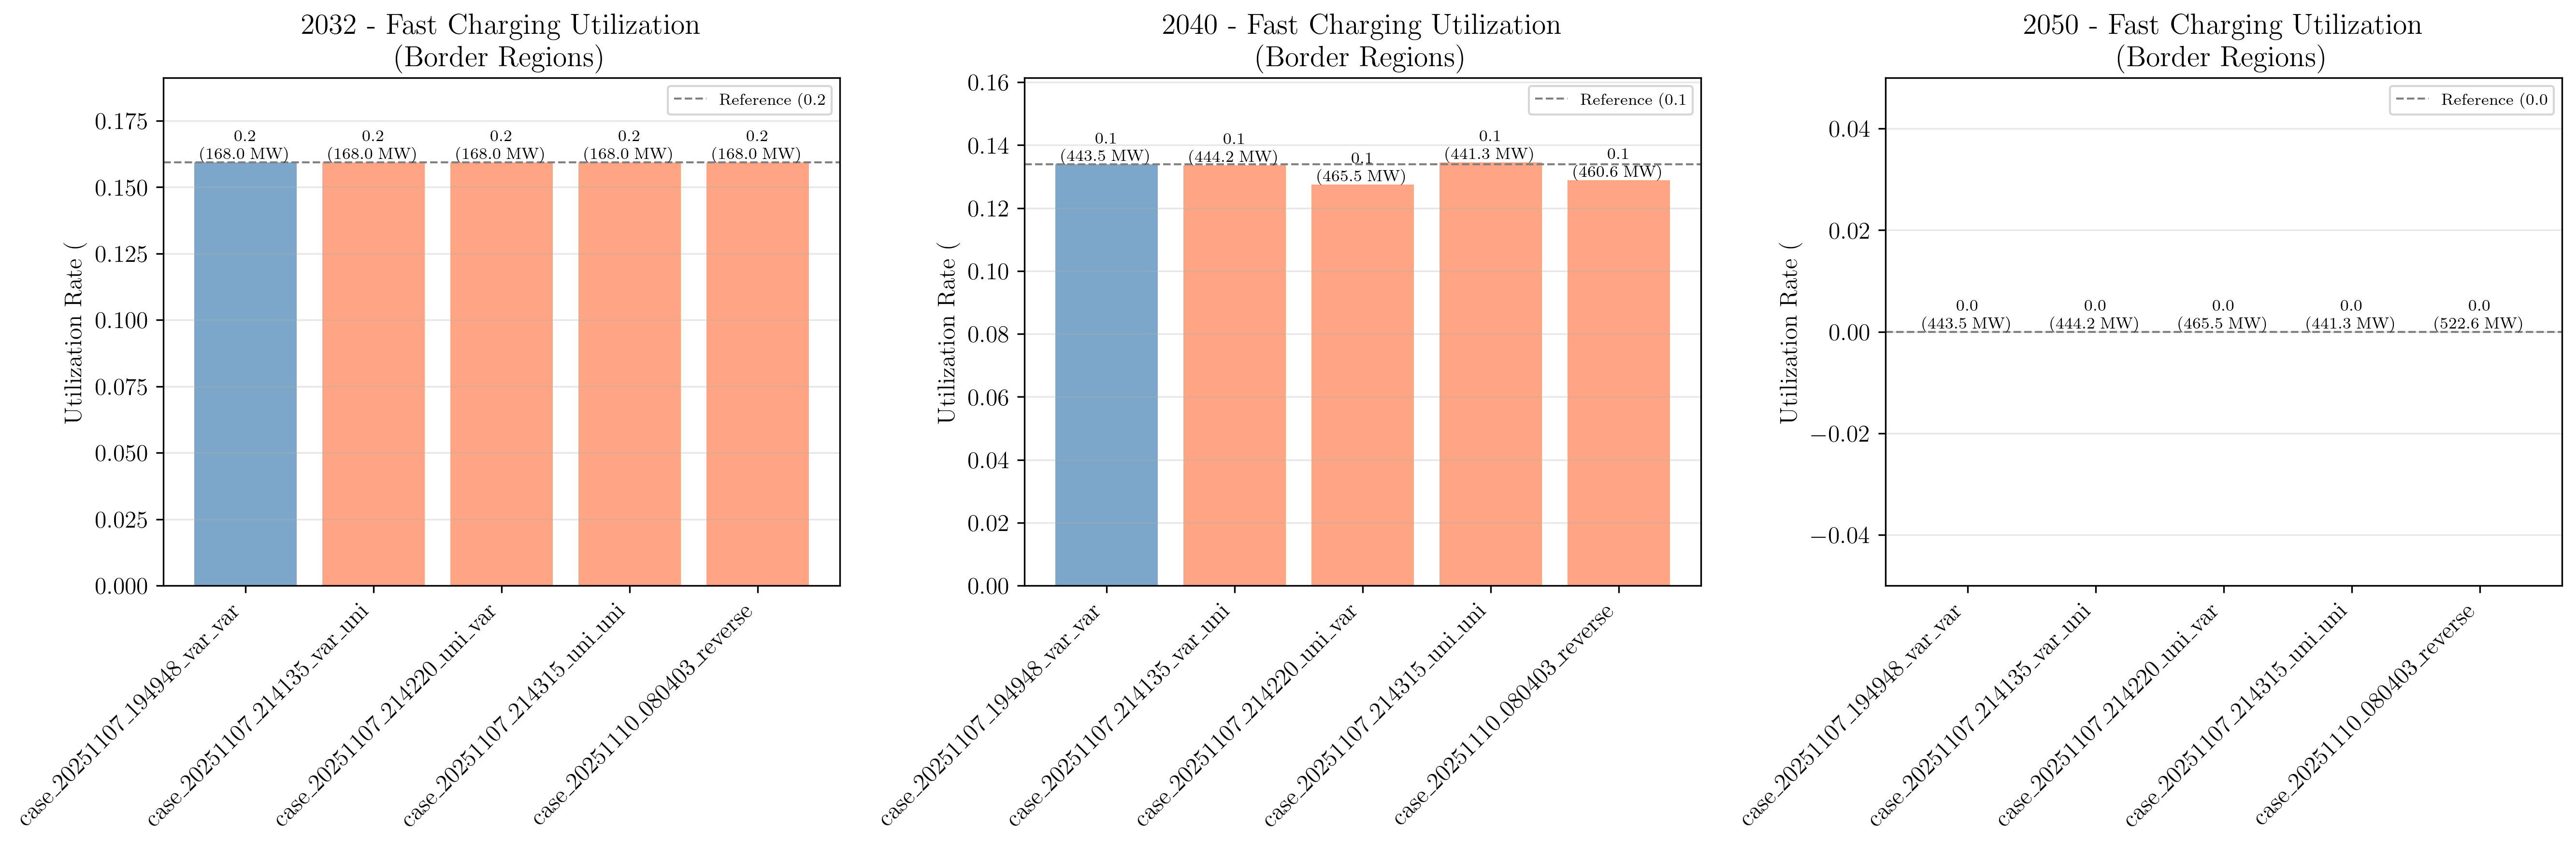 2032 - Fast Charging Utilization
(Border Regions)
Utilization Rate (
0.175
0.150
0.125
0.100
0.075
0.050
0.025
0.000
Reference (0.2
0.2
(168.0 MW)
0.2
(168.0 MW)
0.2
(168.0 MW)
0.2
(168.0 MW)
0.2
(168.0 MW)
case_20251107_194948_var_var
case_20251107_214135_var_uni
case_20251107_214220_uni_var
case_20251107_214315_uni_uni
case_20251110_080403_reverse
2040 - Fast Charging Utilization
(Border Regions)
Utilization Rate (
0.16
0.14
0.12
0.10
0.08
0.06
0.04
0.02
0.00
Reference (0.1
0.1
(443.5 MW)
0.1
(444.2 MW)
0.1
(465.5 MW)
0.1
(441.3 MW)
0.1
(460.6 MW)
case_20251107_194948_var_var
case_20251107_214135_var_uni
case_20251107_214220_uni_var
case_20251107_214315_uni_uni
case_20251110_080403_reverse
2050 - Fast Charging Utilization
(Border Regions)
Utilization Rate (
0.04
0.02
0.00
−0.02
−0.04
Reference (0.0
0.0
(443.5 MW)
0.0
(444.2 MW)
0.0
(465.5 MW)
0.0
(441.3 MW)
0.0
(522.6 MW)
case_20251107_194948_var_var
case_20251107_214135_var_uni
case_20251107_214220_uni_var
case_20251107_214315_uni_uni
case_20251110_080403_reverse